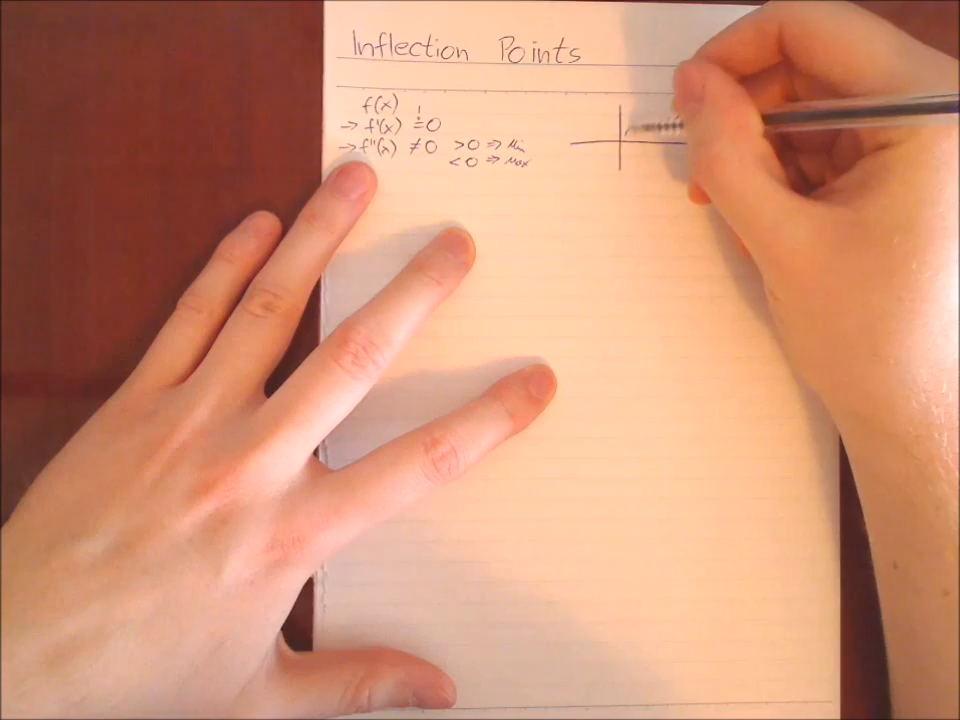 Inflection Points
f(x)
→ f'(x) != 0
→ f''(x) ≠ 0 >0 ⇒ Min
<0 ⇒ Max